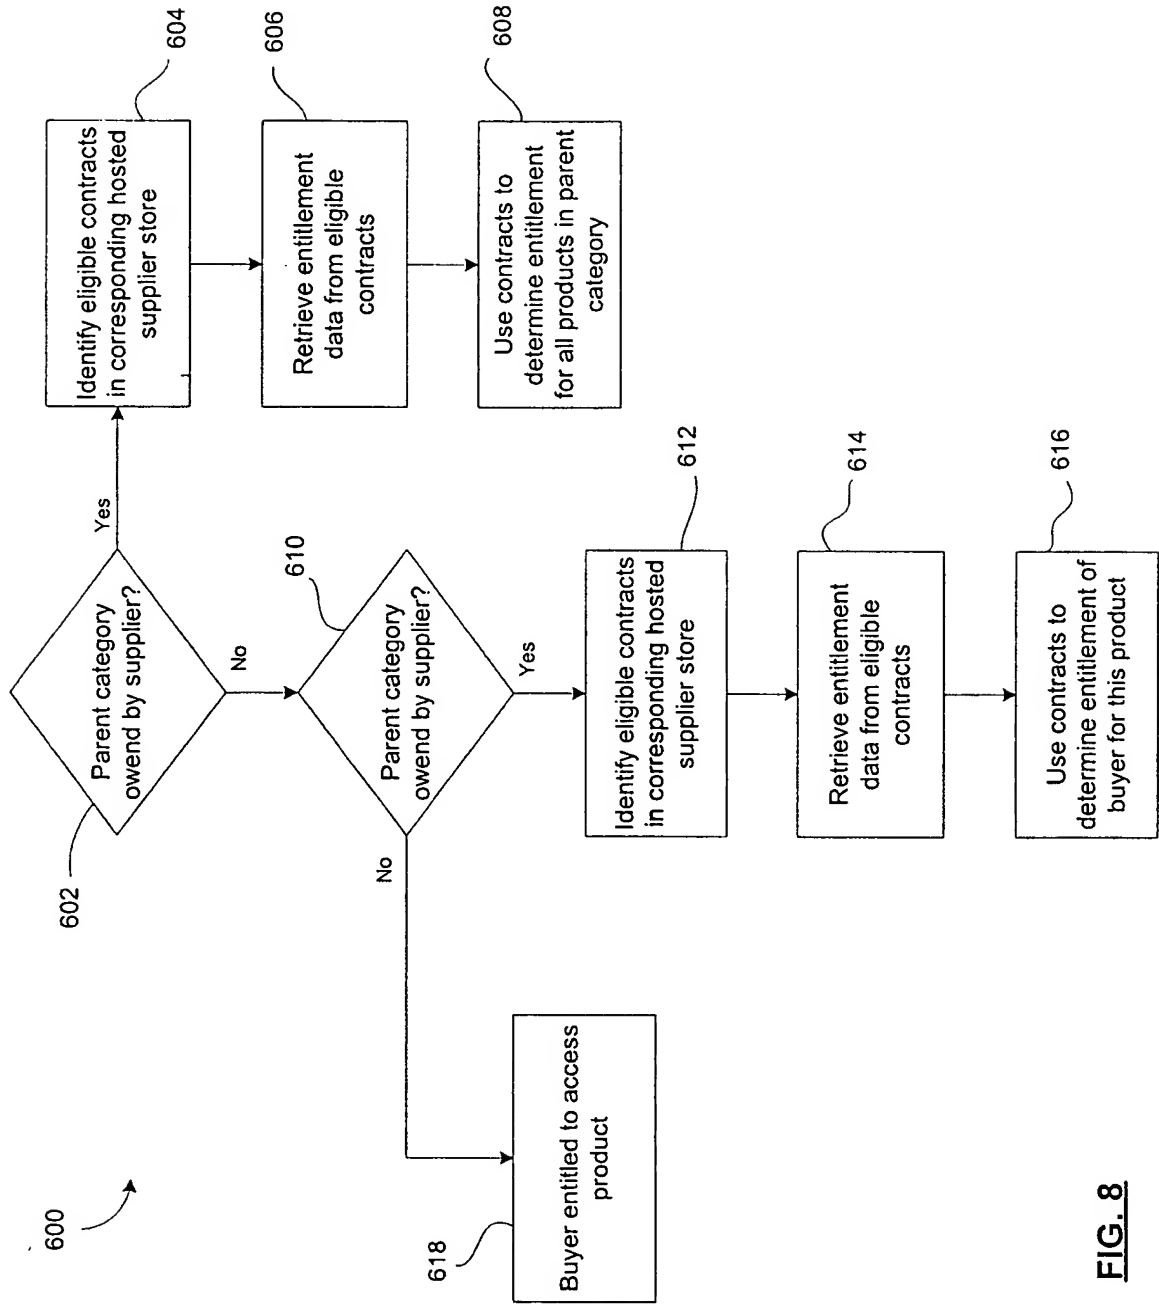 600
602
Parent category
owend by supplier?
Yes
604
Identify eligible contracts
in corresponding hosted
supplier store
606
Retrieve entitlement
data from eligible
contracts
608
Use contracts to
determine entitlement
for all products in parent
category
No
610
Parent category
owend by supplier?
Yes
612
Identify eligible contracts
in corresponding hosted
supplier store
614
Retrieve entitlement
data from eligible
contracts
616
Use contracts to
determine entitlement of
buyer for this product
No
618
Buyer entitled to access
product
FIG. 8